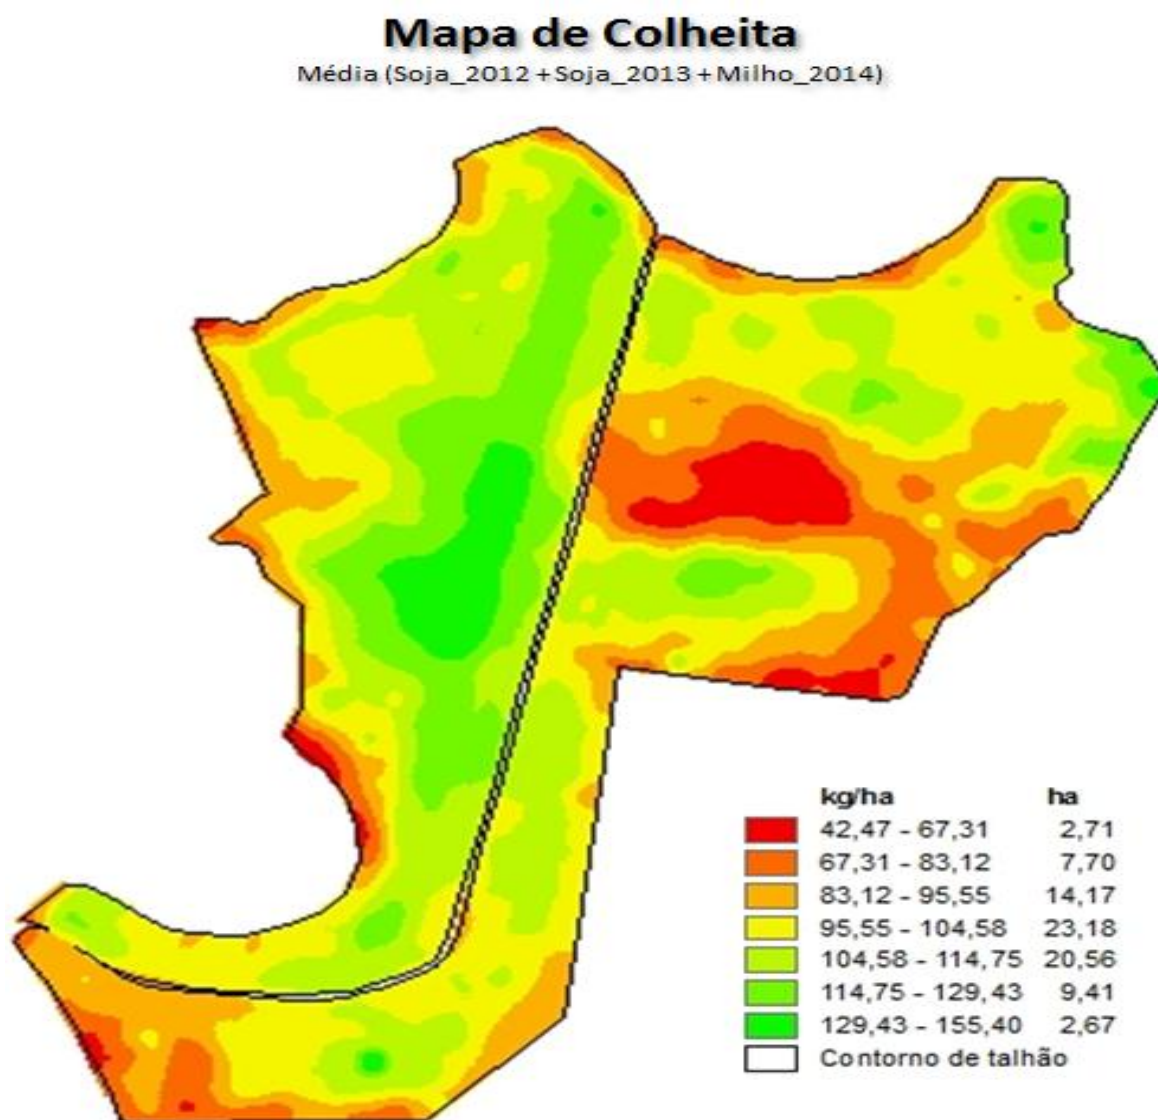 Mapa de Colheita
Média (Soja_2012 + Soja_2013 + Milho_2014)
kg/ha ha
42,47 - 67,31 2,71
67,31 - 83,12 7,70
83,12 - 95,55 14,17
95,55 - 104,58 23,18
104,58 - 114,75 20,56
114,75 - 129,43 9,41
129,43 - 155,40 2,67
Contorno de talhão